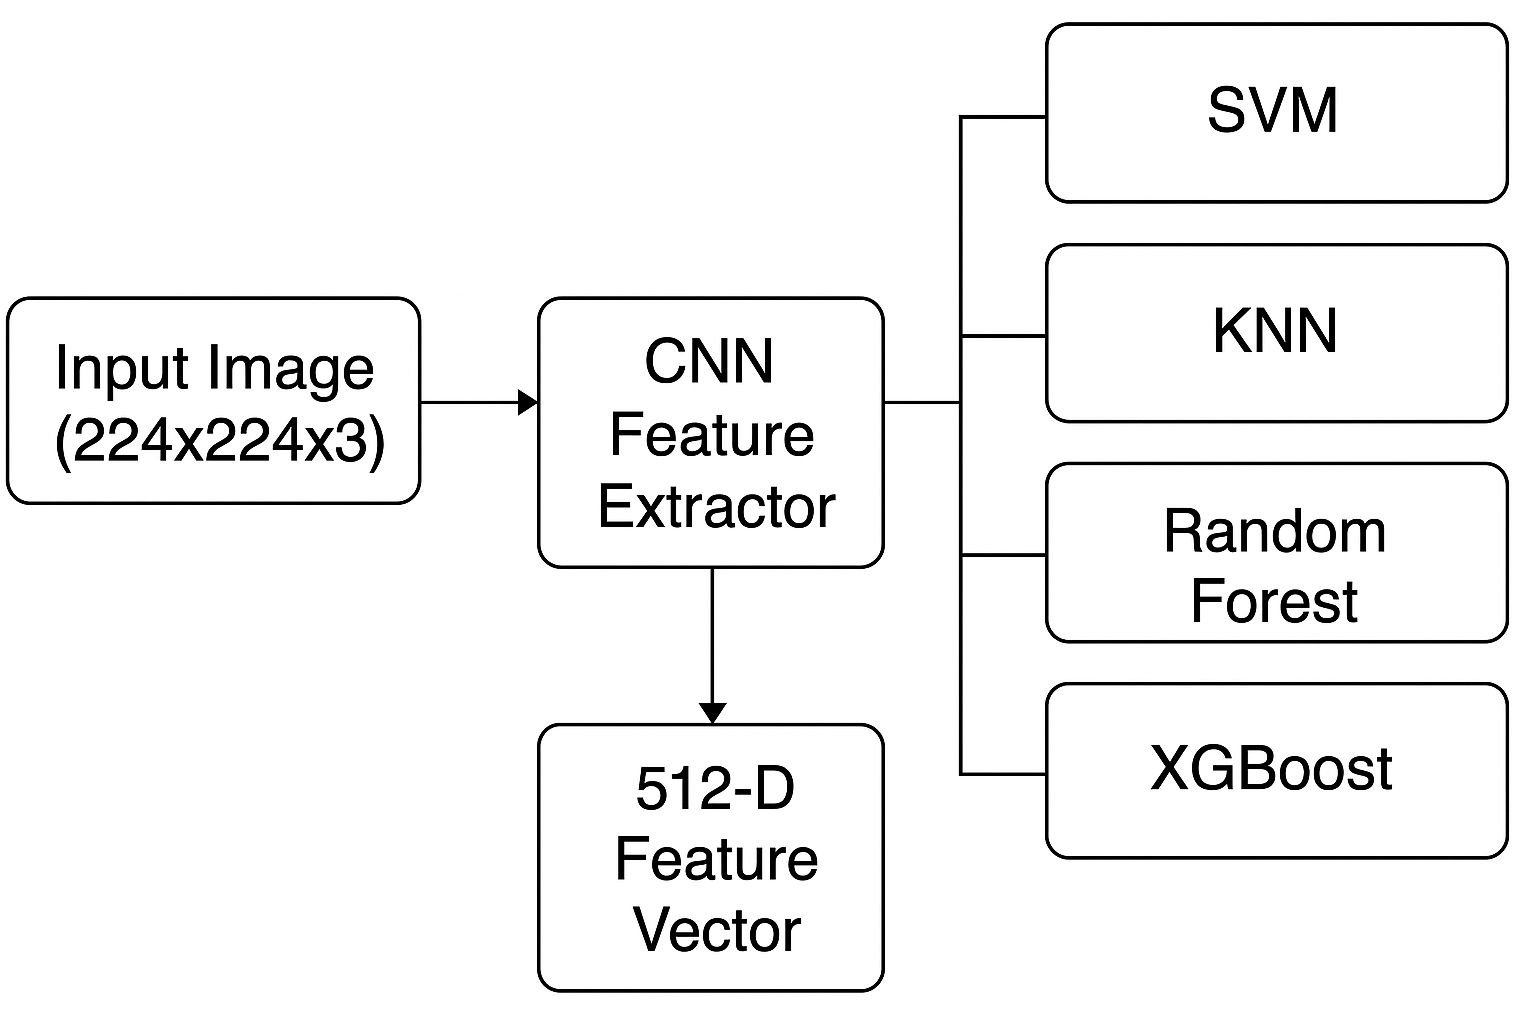 Input Image
(224x224x3)
CNN
Feature
Extractor
512-D
Feature
Vector
SVM
KNN
Random
Forest
XGBoost